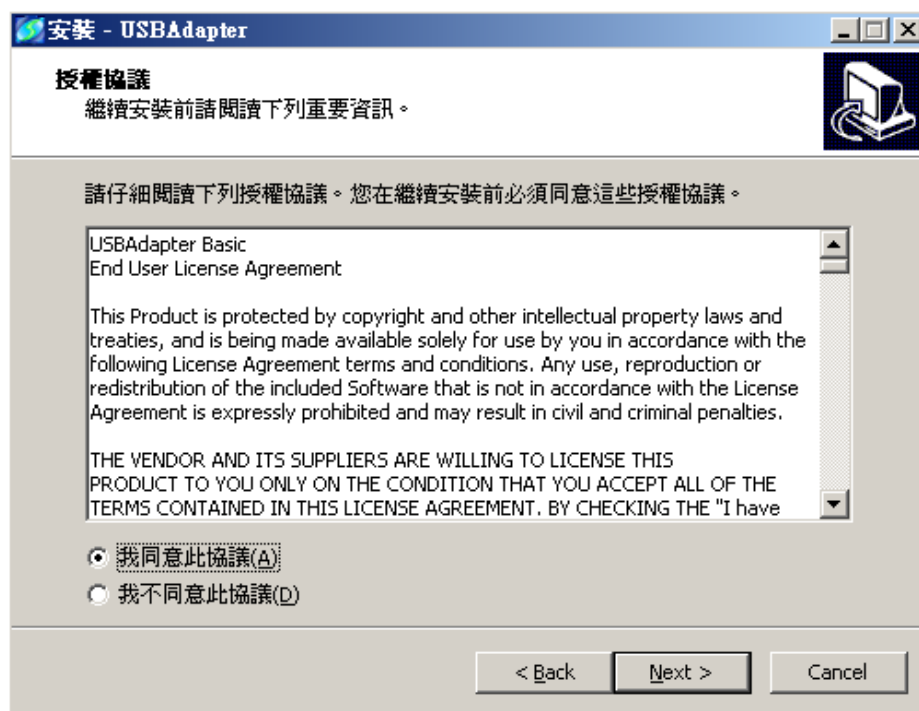 安裝 - USBAdapter
授權協議
繼續安裝前請閱讀下列重要資訊。
請仔細閱讀下列授權協議。您在繼續安裝前必須同意這些授權協議。
USBAdapter Basic
End User License Agreement
This Product is protected by copyright and other intellectual property laws and
treaties, and is being made available solely for use by you in accordance with the
following License Agreement terms and conditions. Any use, reproduction or
redistribution of the included Software that is not in accordance with the License
Agreement is expressly prohibited and may result in civil and criminal penalties.
THE VENDOR AND ITS SUPPLIERS ARE WILLING TO LICENSE THIS
PRODUCT TO YOU ONLY ON THE CONDITION THAT YOU ACCEPT ALL OF THE
TERMS CONTAINED IN THIS LICENSE AGREEMENT. BY CHECKING THE "I have
我同意此協議(A)
我不同意此協議(D)
< Back Next > Cancel